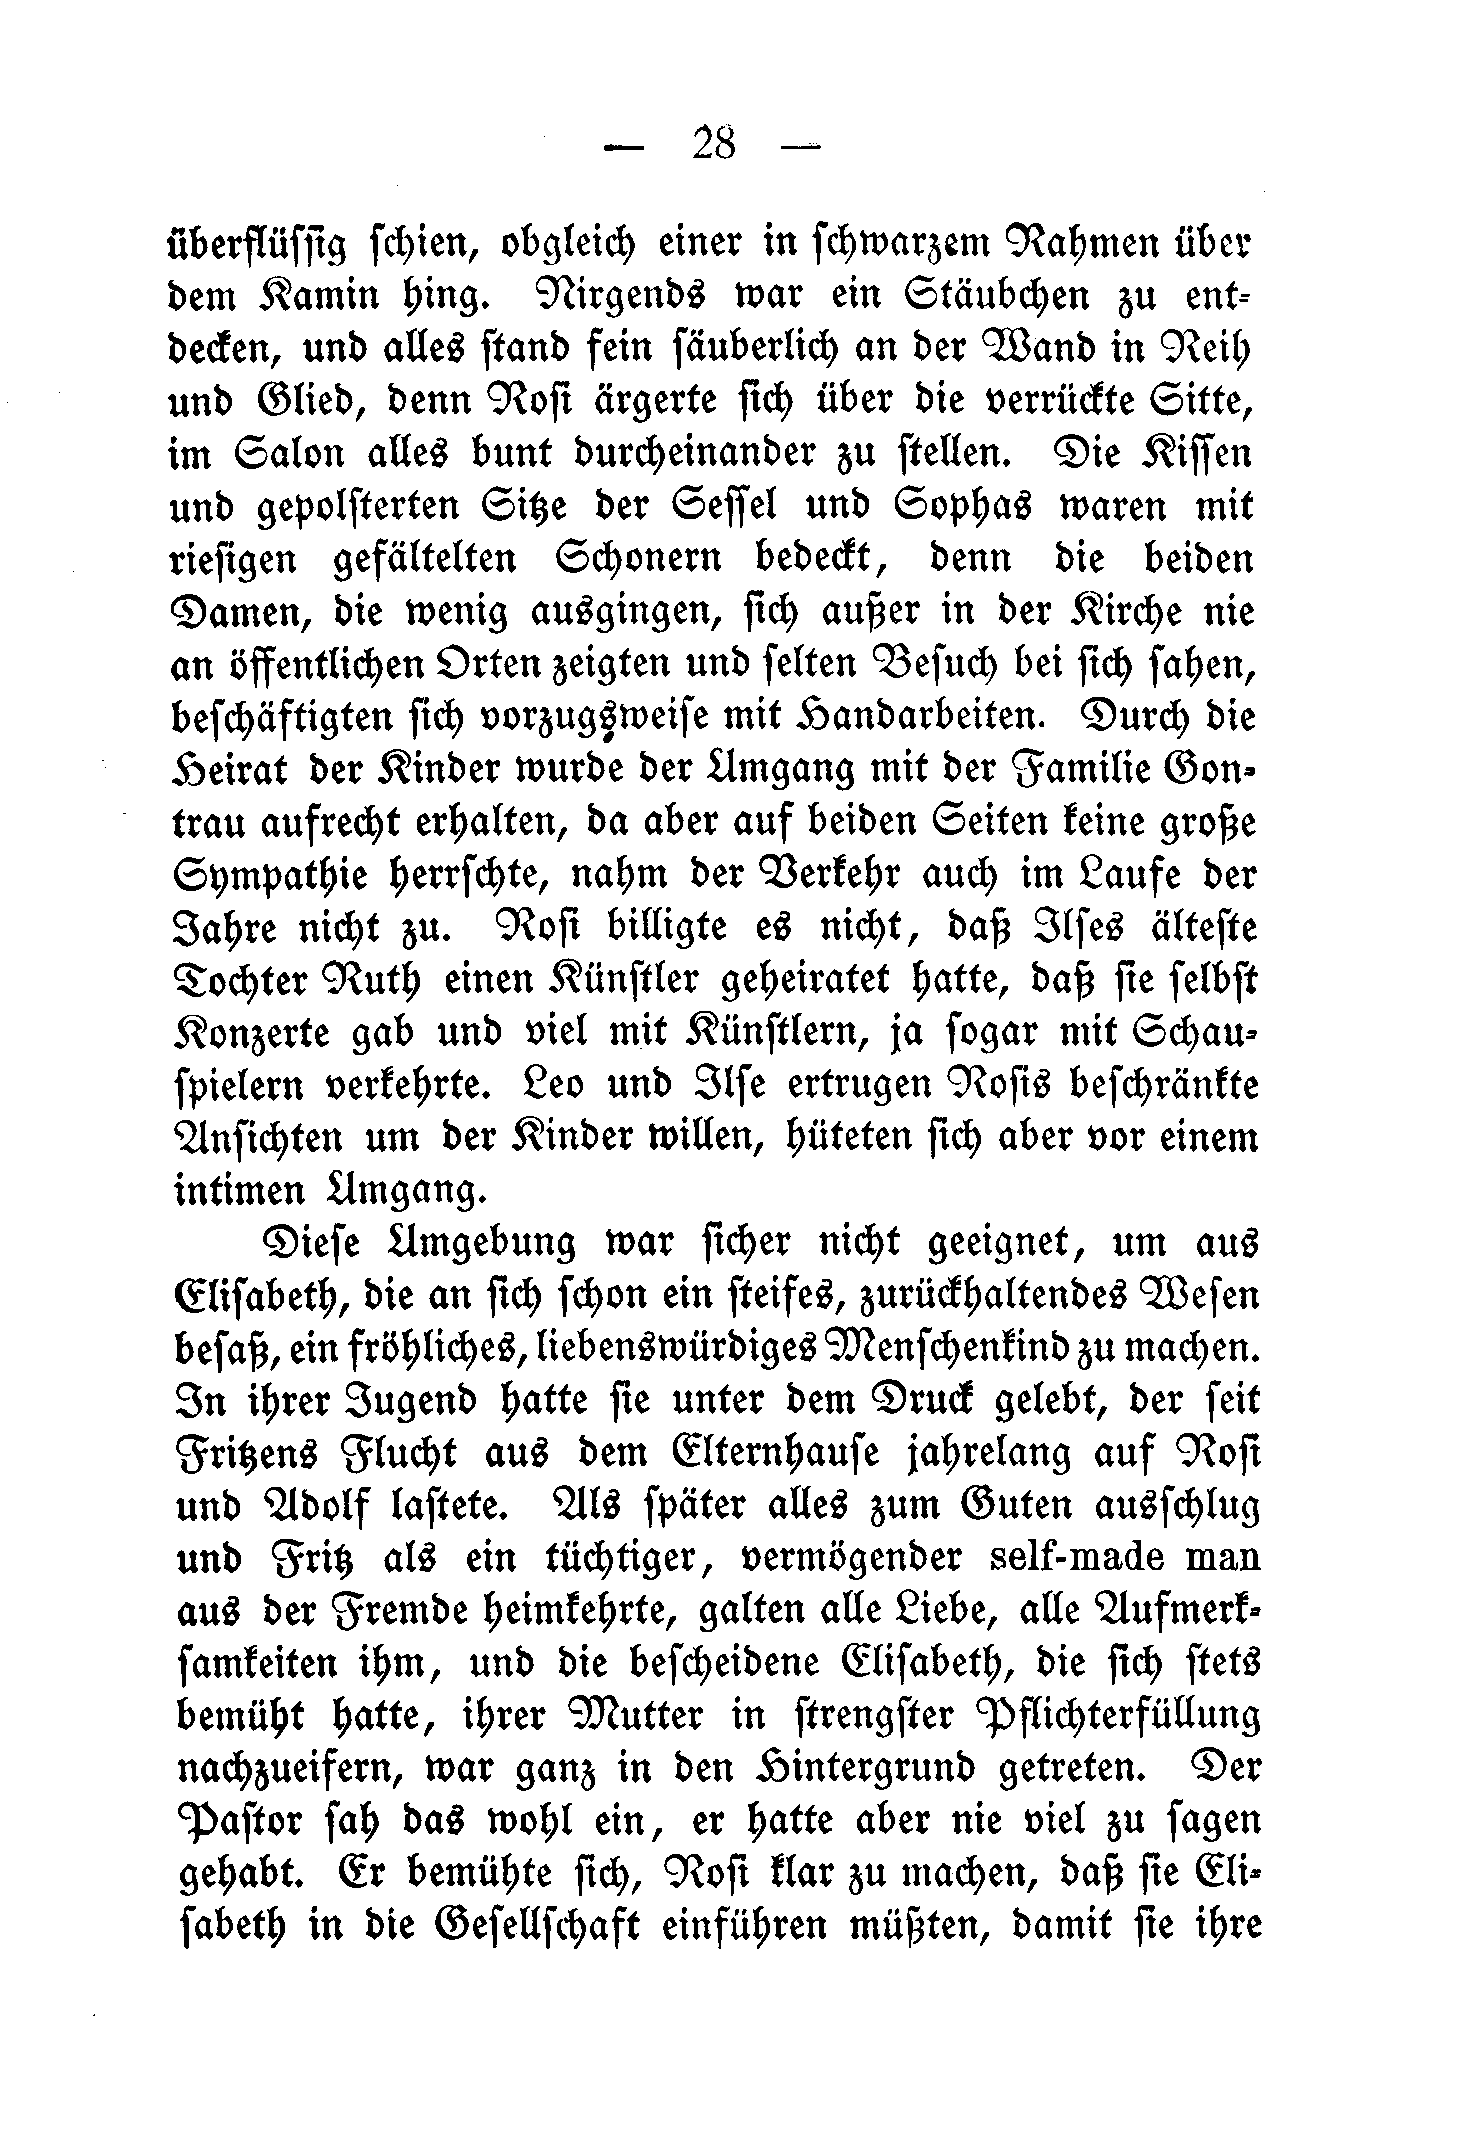 — 28 —
überflüssig schien, obgleich einer in schwarzem Rahmen über
dem Kamin hing. Nirgends war ein Stäubchen zu ent-
decken, und alles stand fein säuberlich an der Wand in Reih
und Glied, denn Rosi ärgerte sich über die verrückte Sitte,
im Salon alles bunt durcheinander zu stellen. Die Kissen
und gepolsterten Sitze der Sessel und Sophas waren mit
riesigen gefältelten Schonern bedeckt, denn die beiden
Damen, die wenig ausgingen, sich außer in der Kirche nie
an öffentlichen Orten zeigten und selten Besuch bei sich sahen,
beschäftigten sich vorzugsweise mit Handarbeiten. Durch die
Heirat der Kinder wurde der Umgang mit der Familie Gon-
trau aufrecht erhalten, da aber auf beiden Seiten keine große
Sympathie herrschte, nahm der Verkehr auch im Laufe der
Jahre nicht zu. Rosi billigte es nicht, daß Ilses älteste
Tochter Ruth einen Künstler geheiratet hatte, daß sie selbst
Konzerte gab und viel mit Künstlern, ja sogar mit Schau-
spielern verkehrte. Leo und Ilse ertrugen Rosis beschränkte
Ansichten um der Kinder willen, hüteten sich aber vor einem
intimen Umgang.
Diese Umgebung war sicher nicht geeignet, um aus
Elisabeth, die an sich schon ein steifes, zurückhaltendes Wesen
besaß, ein fröhliches, liebenswürdiges Menschenkind zu machen.
In ihrer Jugend hatte sie unter dem Druck gelebt, der seit
Fritzens Flucht aus dem Elternhause jahrelang auf Rosi
und Adolf lastete. Als später alles zum Guten ausschlug
und Fritz als ein tüchtiger, vermögender self-made man
aus der Fremde heimkehrte, galten alle Liebe, alle Aufmerk-
samkeiten ihm, und die bescheidene Elisabeth, die sich stets
bemüht hatte, ihrer Mutter in strengster Pflichterfüllung
nachzueifern, war ganz in den Hintergrund getreten. Der
Pastor sah das wohl ein, er hatte aber nie viel zu sagen
gehabt. Er bemühte sich, Rosi klar zu machen, daß sie Eli-
sabeth in die Gesellschaft einführen müßten, damit sie ihre